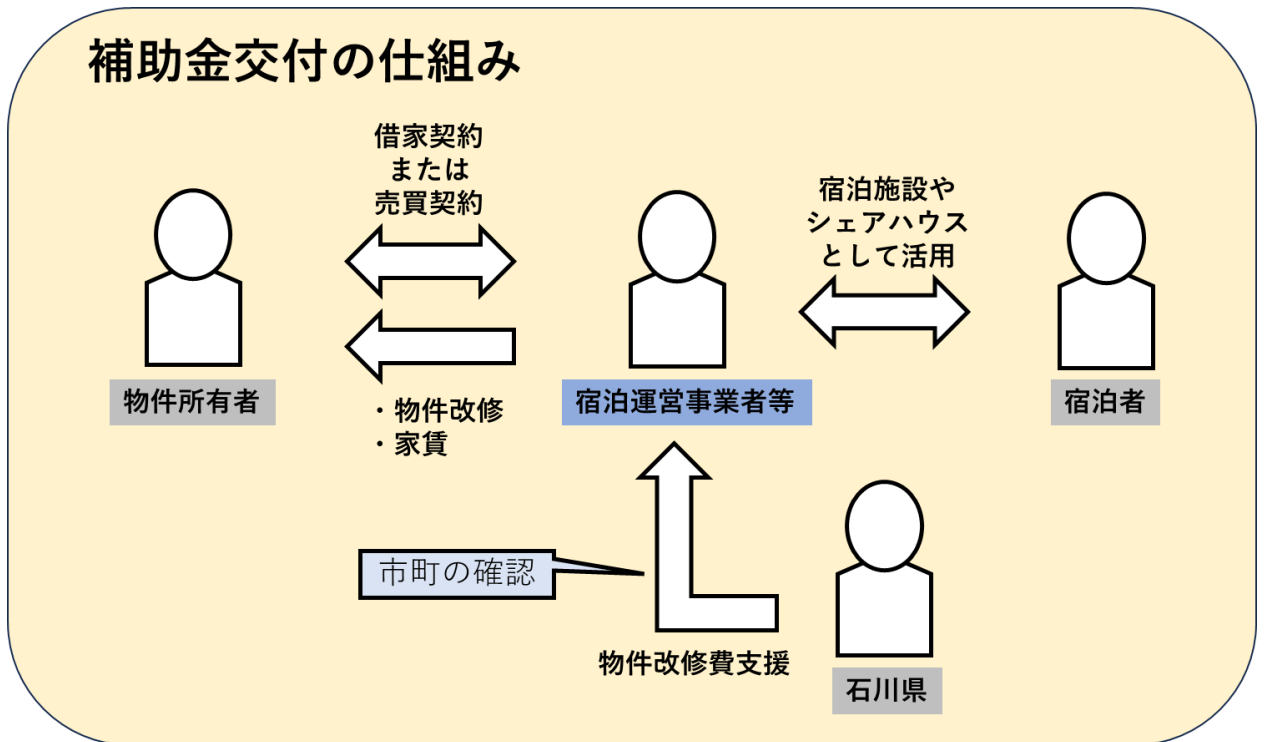 補助金交付の仕組み
借家契約
または
売買契約
宿泊施設や
シェアハウス
として活用
物件所有者
・物件改修
・家賃
宿泊運営事業者等
宿泊者
市町の確認
物件改修費支援
石川県